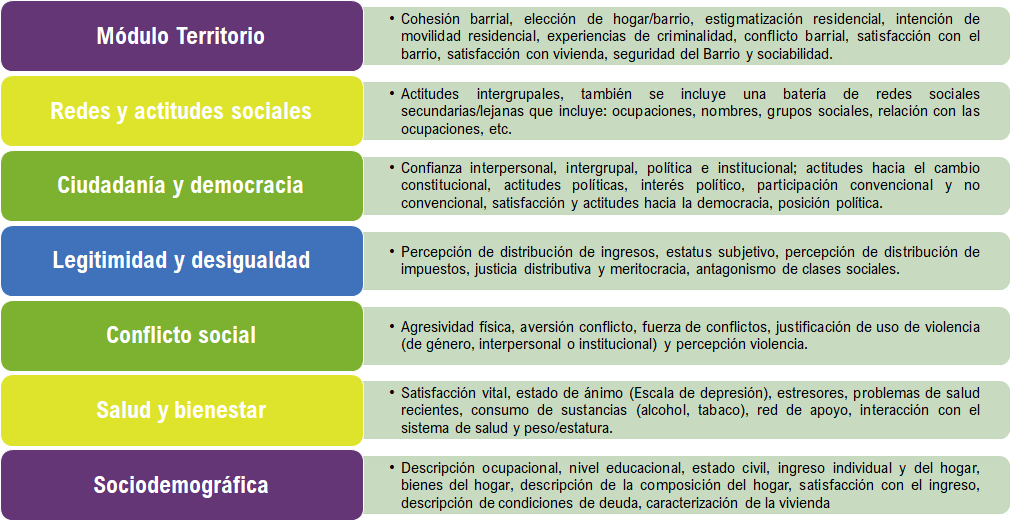 Módulo Territorio
• Cohesión barrial, elección de hogar/barrio, estigmatización residencial, intención de
movilidad residencial, experiencias de criminalidad, conflicto barrial, satisfacción con el
barrio, satisfacción con vivienda, seguridad del Barrio y sociabilidad.
Redes y actitudes sociales
• Actitudes intergrupales, también se incluye una batería de redes sociales
secundarias/lejanas que incluye: ocupaciones, nombres, grupos sociales, relación con las
ocupaciones, etc.
Ciudadanía y democracia
• Confianza interpersonal, intergrupal, política e institucional; actitudes hacia el cambio
constitucional, actitudes políticas, interés político, participación convencional y no
convencional, satisfacción y actitudes hacia la democracia, posición política.
Legitimidad y desigualdad
• Percepción de distribución de ingresos, estatus subjetivo, percepción de distribución de
impuestos, justicia distributiva y meritocracia, antagonismo de clases sociales.
Conflicto social
• Agresividad física, aversión conflicto, fuerza de conflictos, justificación de uso de violencia
(de género, interpersonal o institucional) y percepción violencia.
Salud y bienestar
• Satisfacción vital, estado de ánimo (Escala de depresión), estresores, problemas de salud
recientes, consumo de sustancias (alcohol, tabaco), red de apoyo, interacción con el
sistema de salud y peso/estatura.
Sociodemográfica
• Descripción ocupacional, nivel educacional, estado civil, ingreso individual y del hogar,
bienes del hogar, descripción de la composición del hogar, satisfacción con el ingreso,
descripción de condiciones de deuda, caracterización de la vivienda